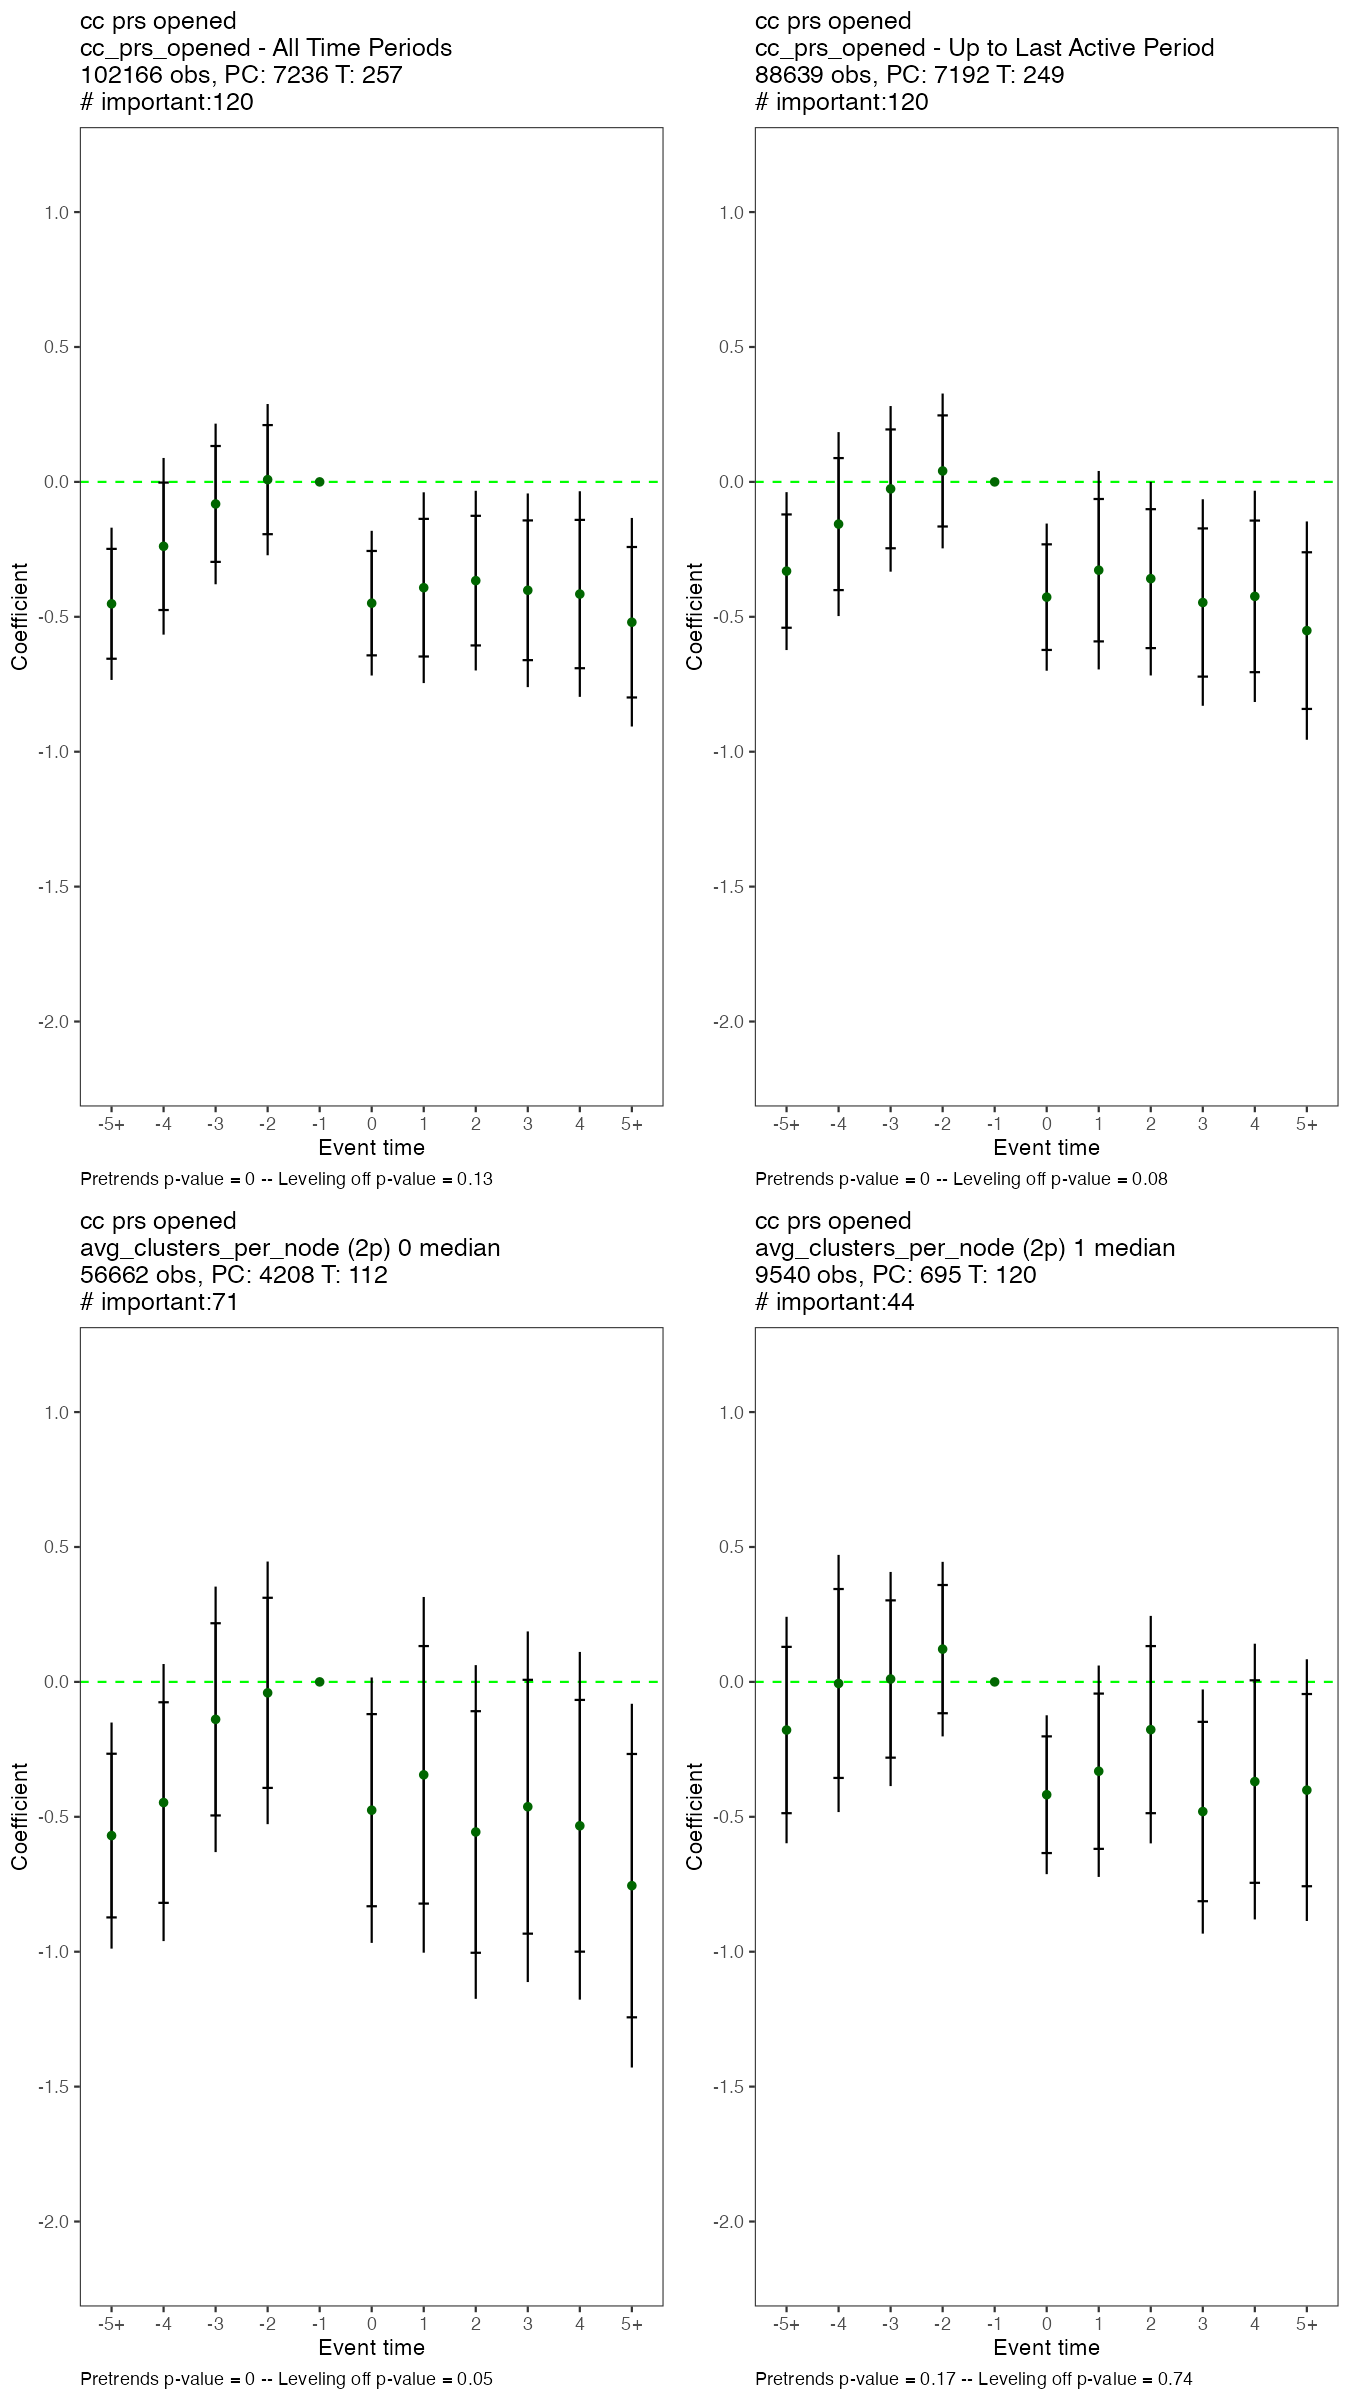 cc prs opened
cc_prs_opened - All Time Periods
102166 obs, PC: 7236 T: 257
# important:120
1.0
0.5
0.0
-0.5
-1.0
-1.5
-2.0
Coefficient
-5+ -4 -3 -2 -1 0 1 2 3 4 5+
Event time
Pretrends p-value = 0 -- Leveling off p-value = 0.13
cc prs opened
cc_prs_opened - Up to Last Active Period
88639 obs, PC: 7192 T: 249
# important:120
1.0
0.5
0.0
-0.5
-1.0
-1.5
-2.0
Coefficient
-5+ -4 -3 -2 -1 0 1 2 3 4 5+
Event time
Pretrends p-value = 0 -- Leveling off p-value = 0.08
cc prs opened
avg_clusters_per_node (2p) 0 median
56662 obs, PC: 4208 T: 112
# important:71
1.0
0.5
0.0
-0.5
-1.0
-1.5
-2.0
Coefficient
-5+ -4 -3 -2 -1 0 1 2 3 4 5+
Event time
Pretrends p-value = 0 -- Leveling off p-value = 0.05
cc prs opened
avg_clusters_per_node (2p) 1 median
9540 obs, PC: 695 T: 120
# important:44
1.0
0.5
0.0
-0.5
-1.0
-1.5
-2.0
Coefficient
-5+ -4 -3 -2 -1 0 1 2 3 4 5+
Event time
Pretrends p-value = 0.17 -- Leveling off p-value = 0.74